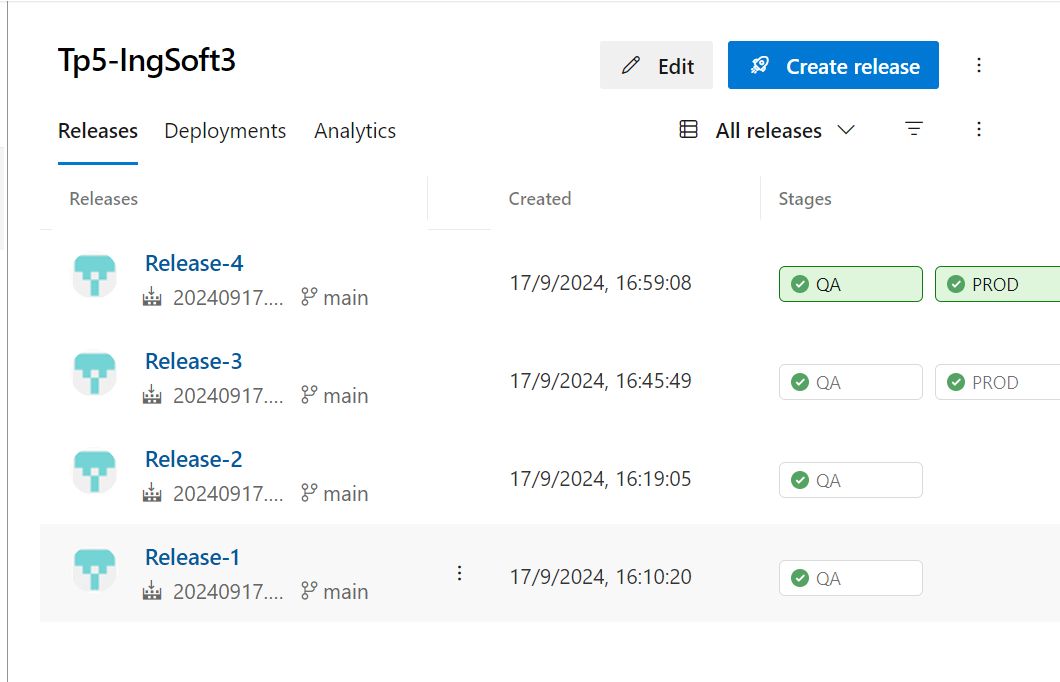 Tp5-IngSoft3
Edit
Create release
Releases Deployments Analytics
All releases
Releases Created Stages
Release-4
20240917.... main
17/9/2024, 16:59:08
QA PROD
Release-3
20240917.... main
17/9/2024, 16:45:49
QA PROD
Release-2
20240917.... main
17/9/2024, 16:19:05
QA
Release-1
20240917.... main
17/9/2024, 16:10:20
QA